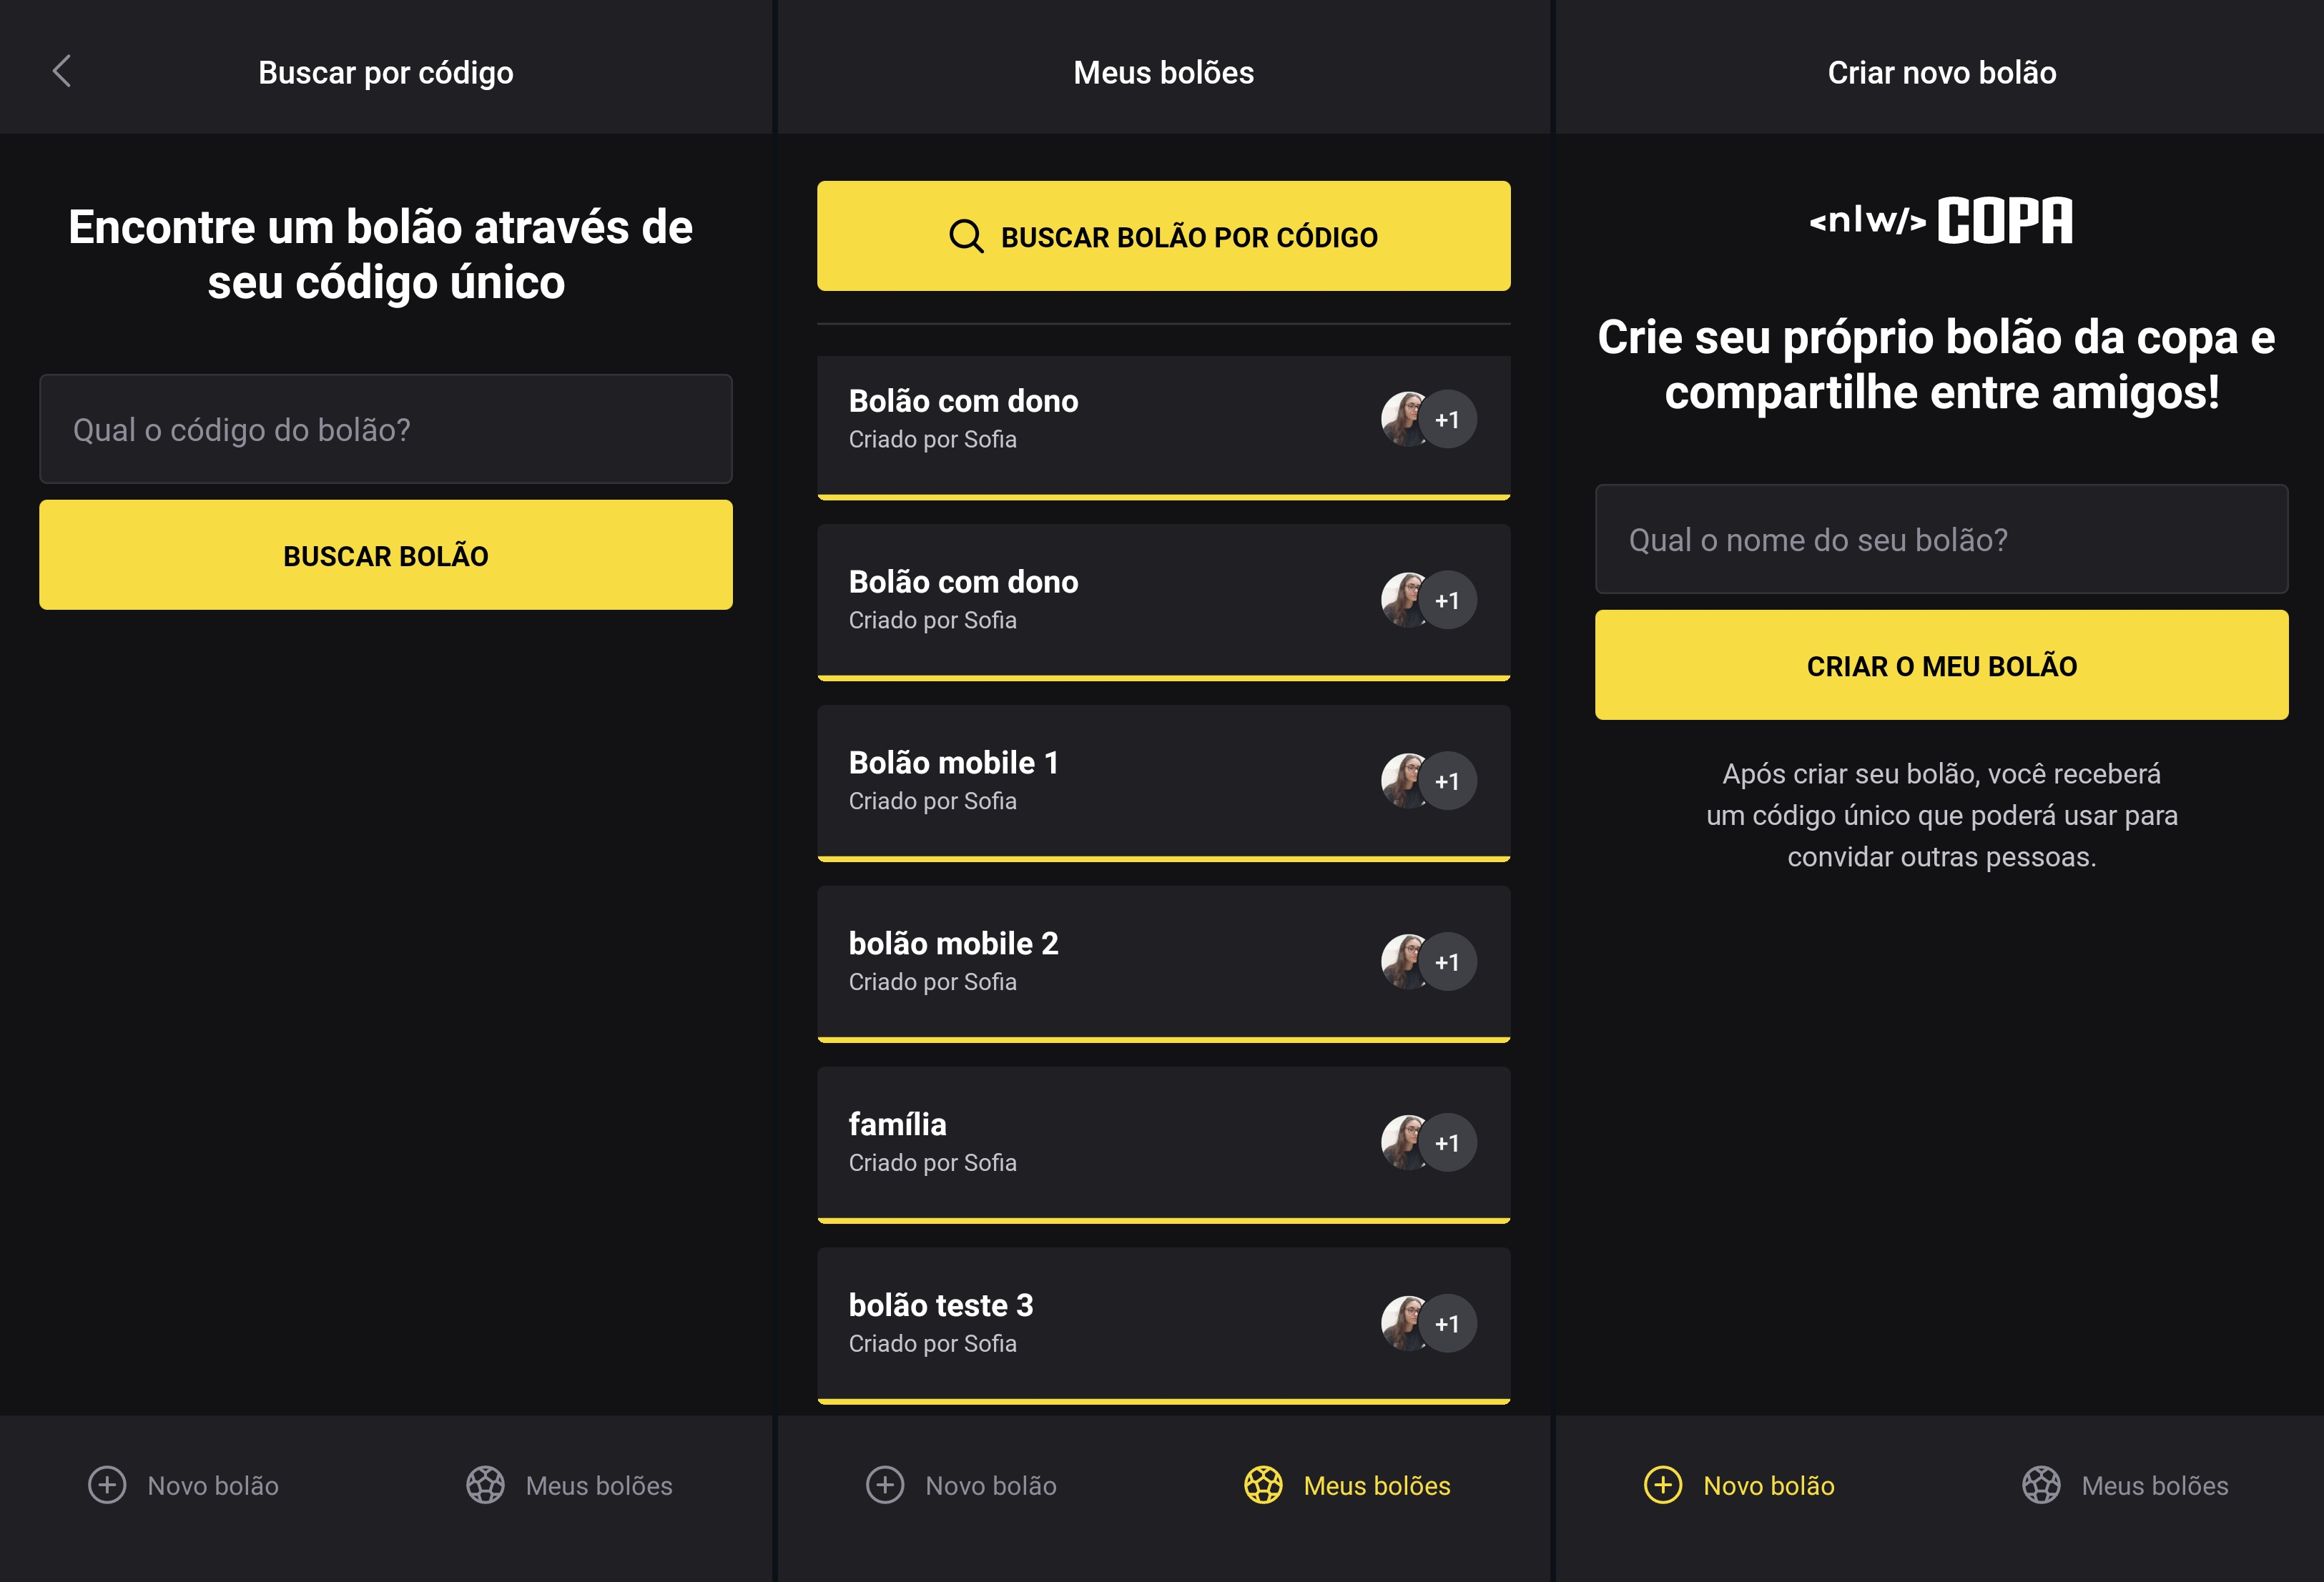 Buscar por código
Encontre um bolão através de
seu código único
Qual o código do bolão?
BUSCAR BOLÃO
Novo bolão
Meus bolões
Meus bolões
BUSCAR BOLÃO POR CÓDIGO
Bolão com dono
Criado por Sofia
+1
Bolão com dono
Criado por Sofia
+1
Bolão mobile 1
Criado por Sofia
+1
bolão mobile 2
Criado por Sofia
+1
família
Criado por Sofia
+1
bolão teste 3
Criado por Sofia
+1
Novo bolão
Meus bolões
Criar novo bolão
<nlw/> COPA
Crie seu próprio bolão da copa e
compartilhe entre amigos!
Qual o nome do seu bolão?
CRIAR O MEU BOLÃO
Após criar seu bolão, você receberá
um código único que poderá usar para
convidar outras pessoas.
Novo bolão
Meus bolões